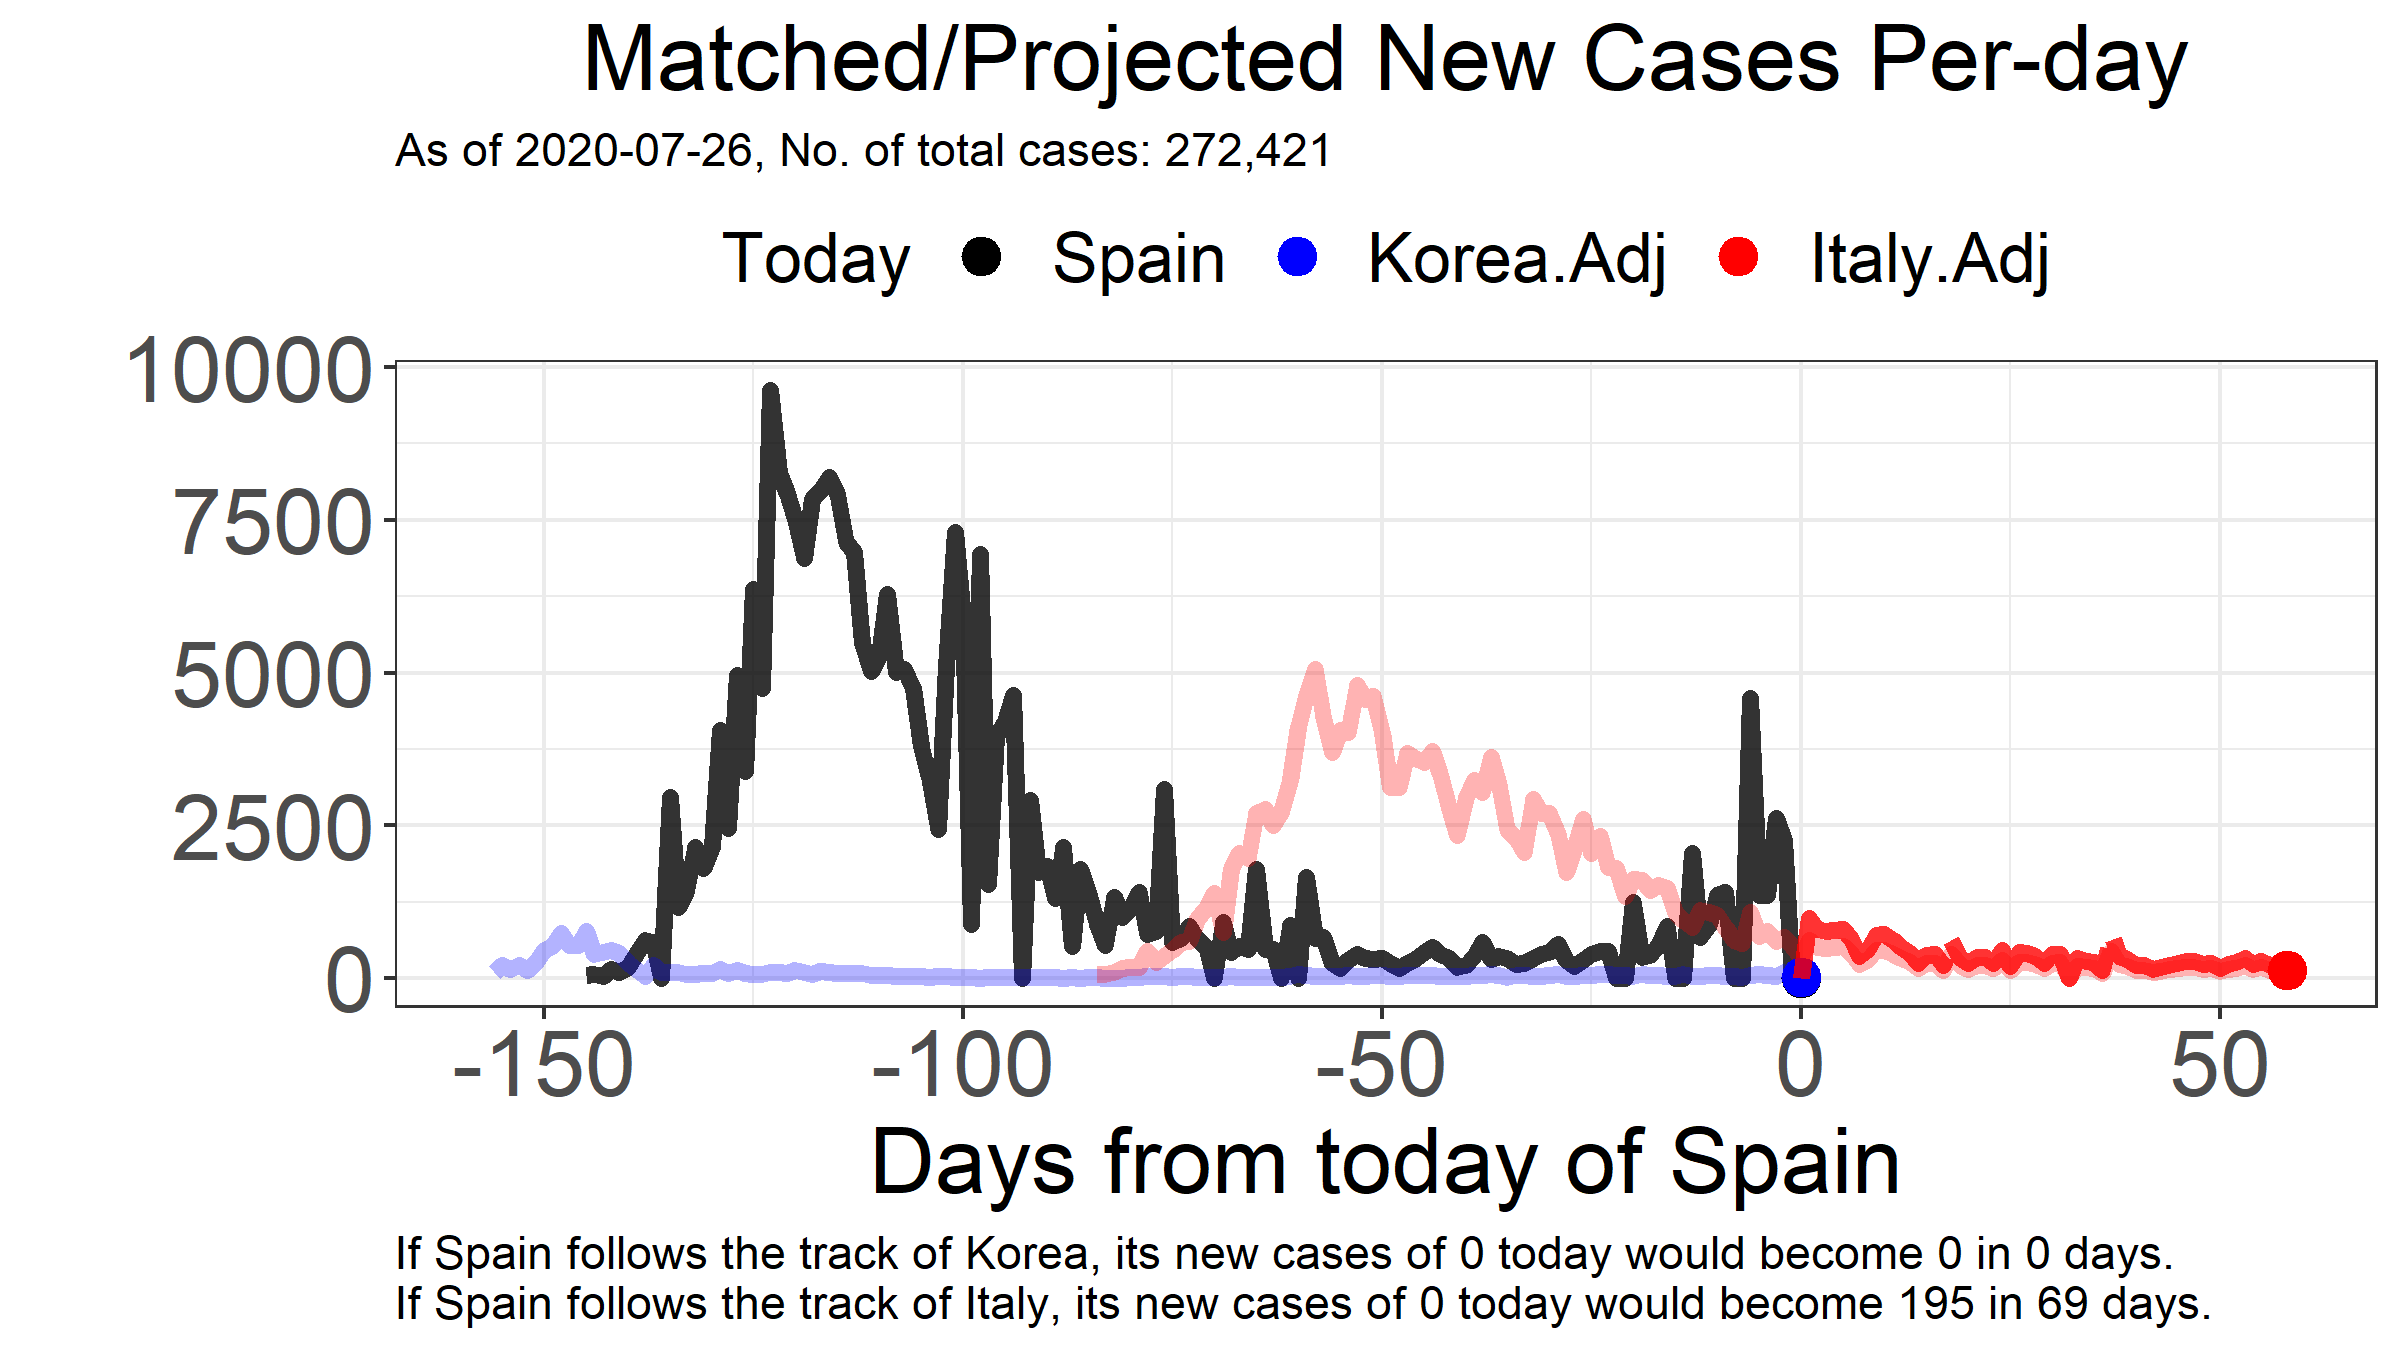 Matched/Projected New Cases Per-day
As of 2020-07-26, No. of total cases: 272,421
Today Spain Korea.Adj Italy.Adj
10000
7500
5000
2500
0
-150 -100 -50 0 50
Days from today of Spain
If Spain follows the track of Korea, its new cases of 0 today would become 0 in 0 days.
If Spain follows the track of Italy, its new cases of 0 today would become 195 in 69 days.